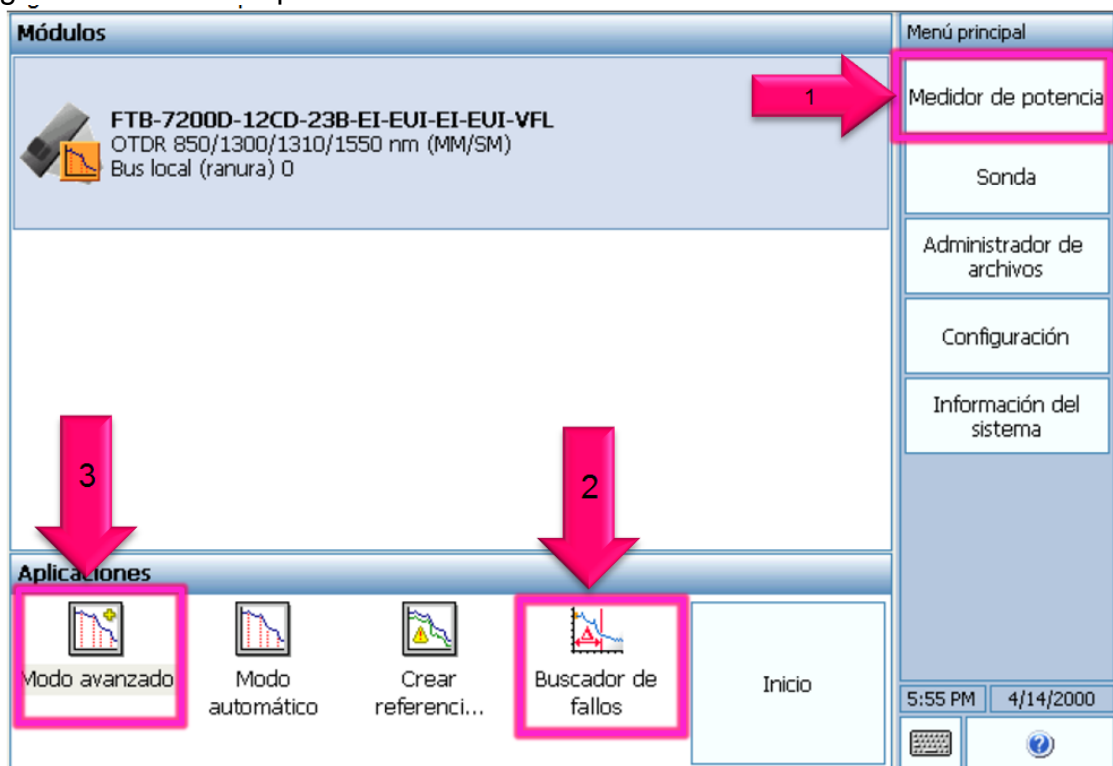 Módulos
Menú principal
FTB-7200D-12CD-23B-EI-EUI-EI-EUI-VFL
OTDR 850/1300/1310/1550 nm (MM/SM)
Bus local (ranura) 0
1
Medidor de potencia
Sonda
Administrador de
archivos
Configuración
Información del
sistema
3
2
Aplicaciones
Modo avanzado
Modo
automático
Crear
referenci...
Buscador de
fallos
Inicio
5:55 PM
4/14/2000